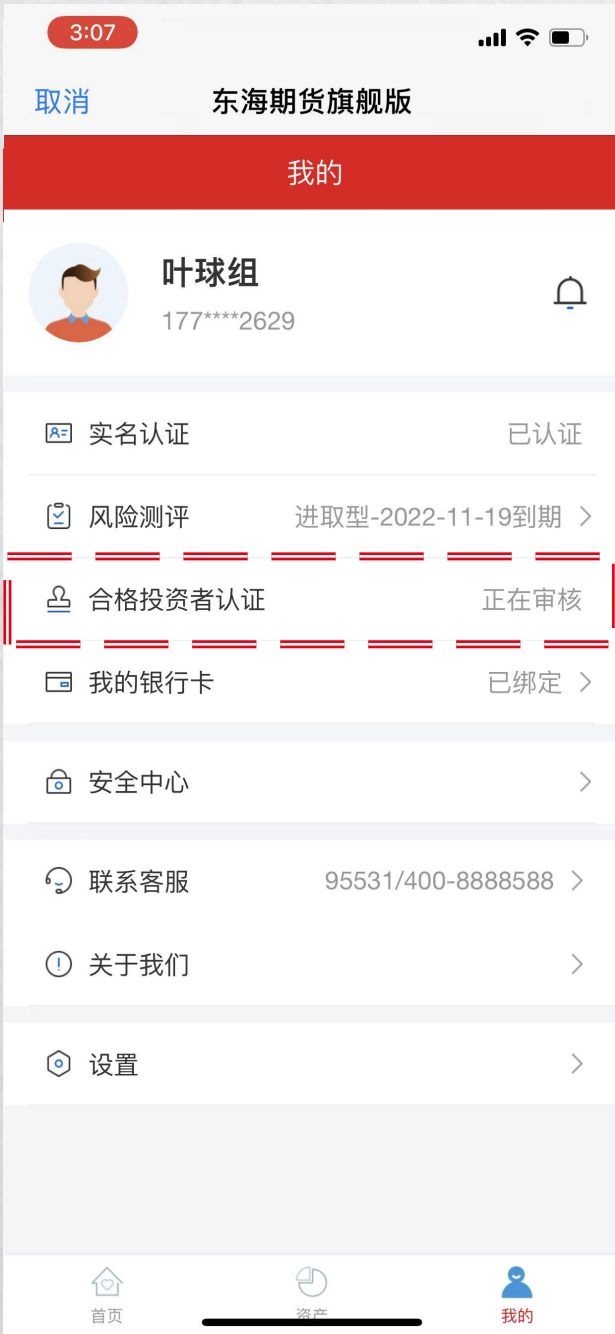 3:07
取消 东海期货旗舰版
我的
叶球组
177****2629
实名认证 已认证
风险测评 进取型-2022-11-19到期
合格投资者认证 正在审核
我的银行卡 已绑定
安全中心
联系客服 95531/400-8888588
关于我们
设置
首页 资产 我的